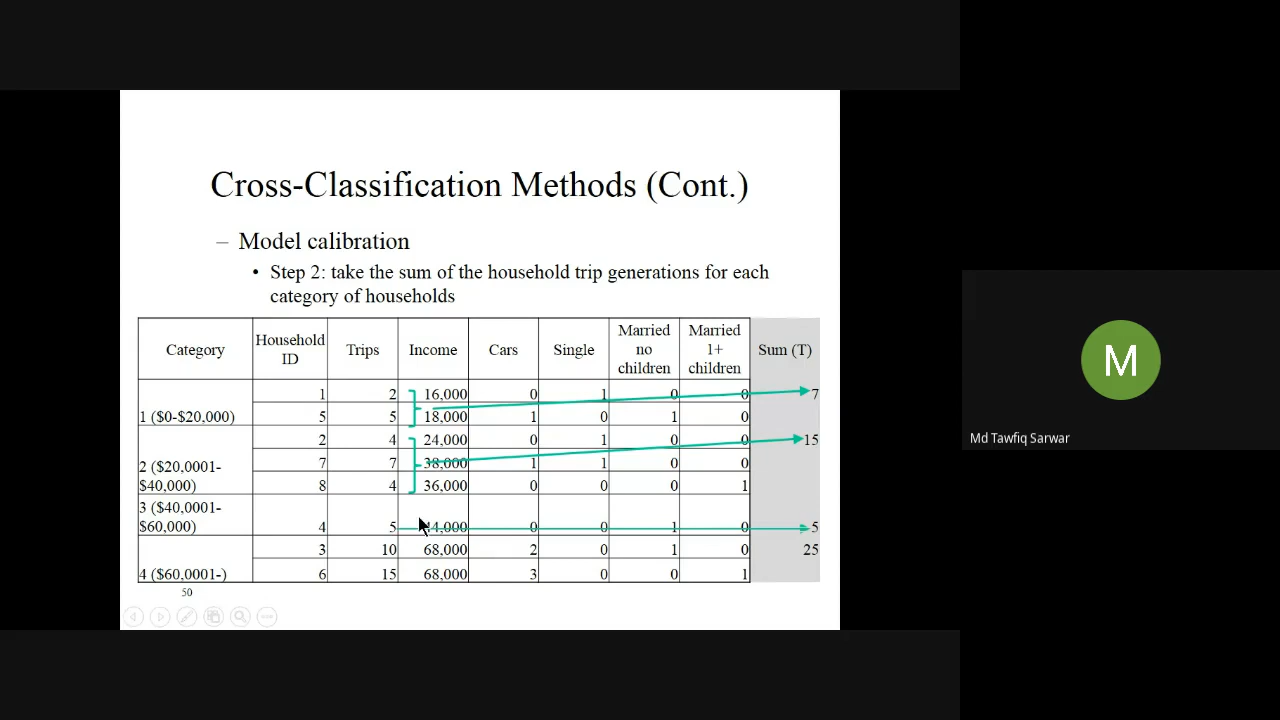 Cross-Classification Methods (Cont.)
– Model calibration
• Step 2: take the sum of the household trip generations for each
category of households
Category Household ID Trips Income Cars Single Married no children Married 1+ children Sum (T)
1 2 16,000 0 1 0 0 7
1 ($0-$20,000) 5 5 18,000 1 0 1 0
2 4 24,000 0 1 0 0 15
2 ($20,0001- 7 7 38,000 1 1 0 0
$40,000) 8 4 36,000 0 0 0 1
3 ($40,0001-
$60,000) 4 5 44,000 0 0 1 0 5
3 10 68,000 2 0 1 0 25
4 ($60,0001-) 6 15 68,000 3 0 0 1
50
M
Md Tawfiq Sarwar